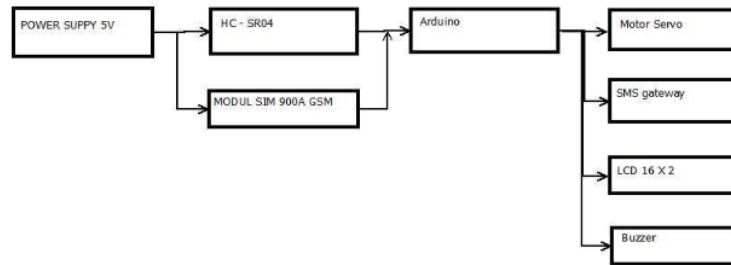 POWER SUPPY 5V
HC - SR04
Arduino
Motor Servo
MODUL SIM 900A GSM
SMS gateway
LCD 16 X 2
Buzzer